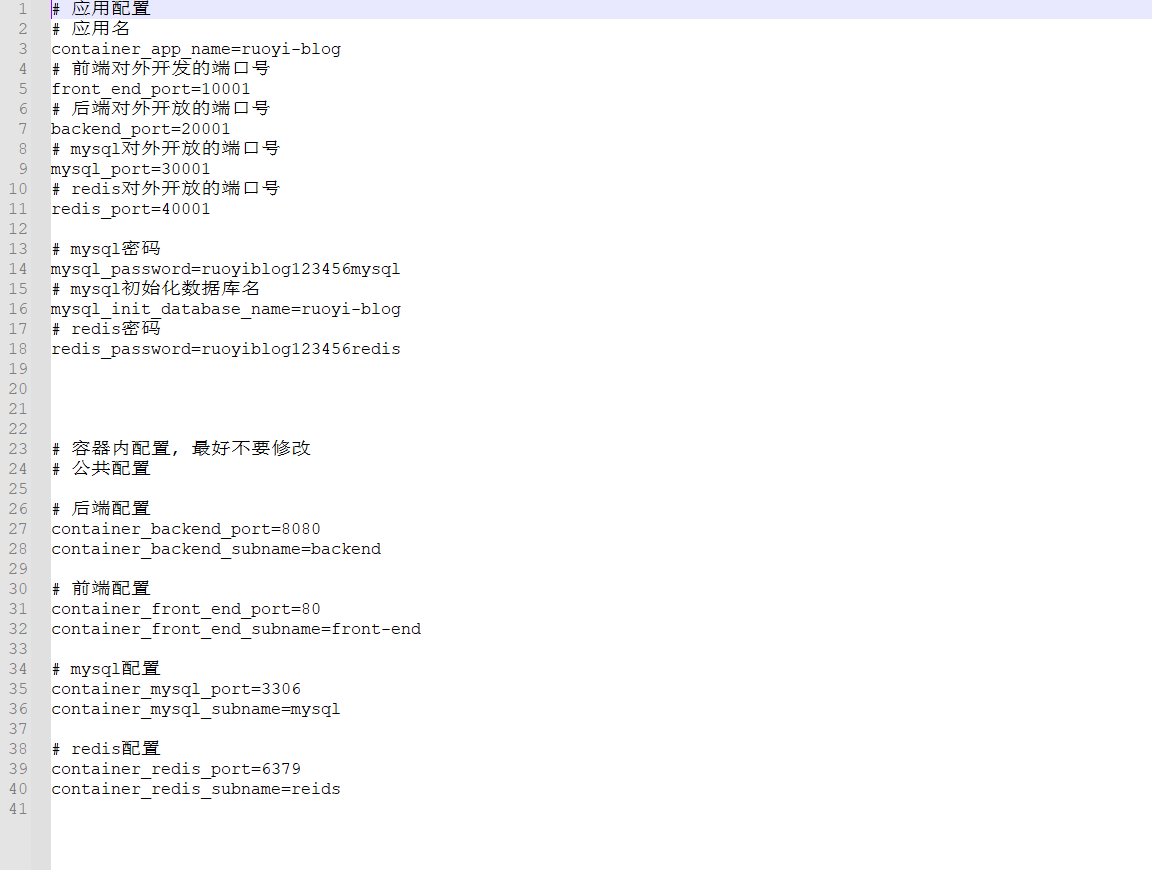 1 # 应用配置
2 # 应用名
3 container_app_name=ruoyi-blog
4 # 前端对外开发的端口号
5 front_end_port=10001
6 # 后端对外开放的端口号
7 backend_port=20001
8 # mysql对外开放的端口号
9 mysql_port=30001
10 # redis对外开放的端口号
11 redis_port=40001
12
13 # mysql密码
14 mysql_password=ruoyiblog123456mysql
15 # mysql初始化数据库名
16 mysql_init_database_name=ruoyi-blog
17 # redis密码
18 redis_password=ruoyiblog123456redis
19
20
21
22
23 # 容器内配置, 最好不要修改
24 # 公共配置
25
26 # 后端配置
27 container_backend_port=8080
28 container_backend_subname=backend
29
30 # 前端配置
31 container_front_end_port=80
32 container_front_end_subname=front-end
33
34 # mysql配置
35 container_mysql_port=3306
36 container_mysql_subname=mysql
37
38 # redis配置
39 container_redis_port=6379
40 container_redis_subname=reids
41